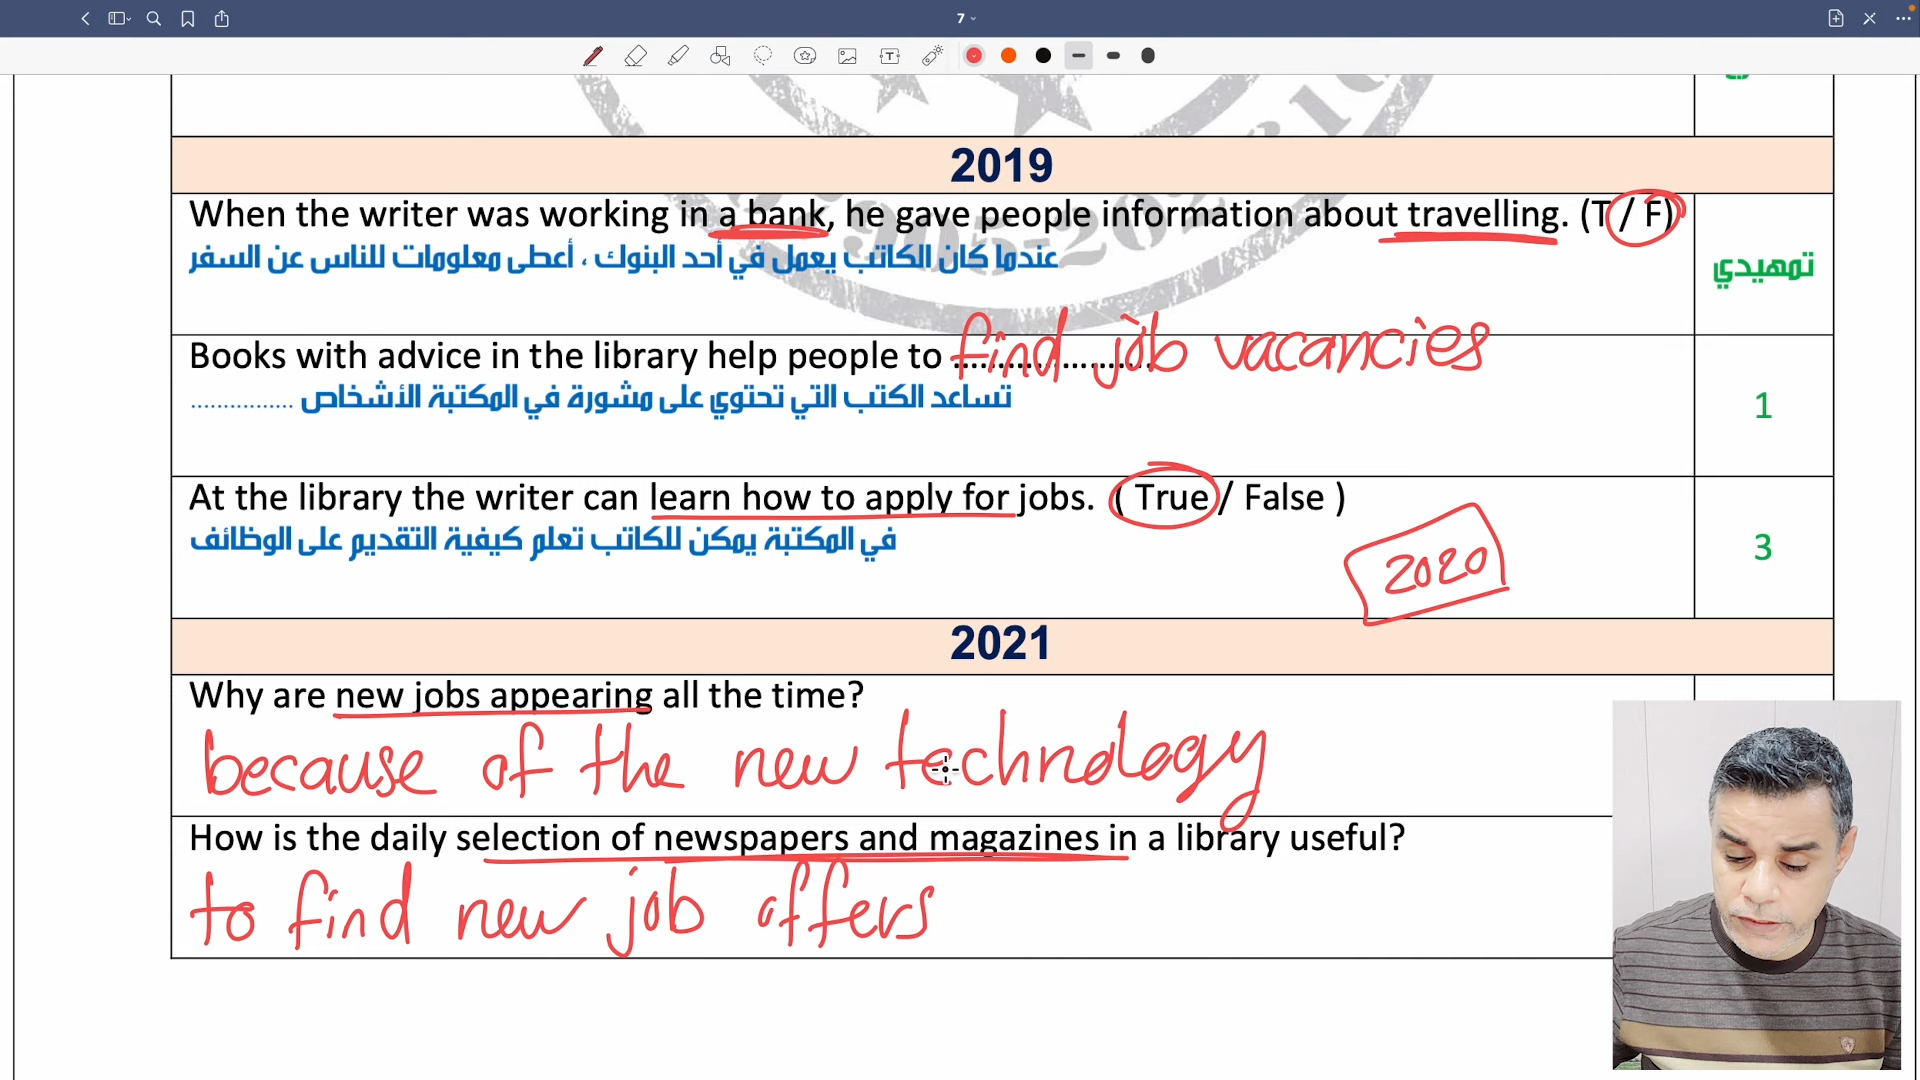 7
2019
When the writer was working in a bank, he gave people information about travelling. (T / F)
عندما كان الكاتب يعمل في أحد البنوك ، أعطى معلومات للناس عن السفر
تمهيدي
Books with advice in the library help people to .................... find job vacancies
تساعد الكتب التي تحتوي على مشورة في المكتبة الأشخاص ................
1
At the library the writer can learn how to apply for jobs. ( True / False )
في المكتبة يمكن للكاتب تعلم كيفية التقديم على الوظائف
2020
3
2021
Why are new jobs appearing all the time?
because of the new technology
How is the daily selection of newspapers and magazines in a library useful?
to find new job offers